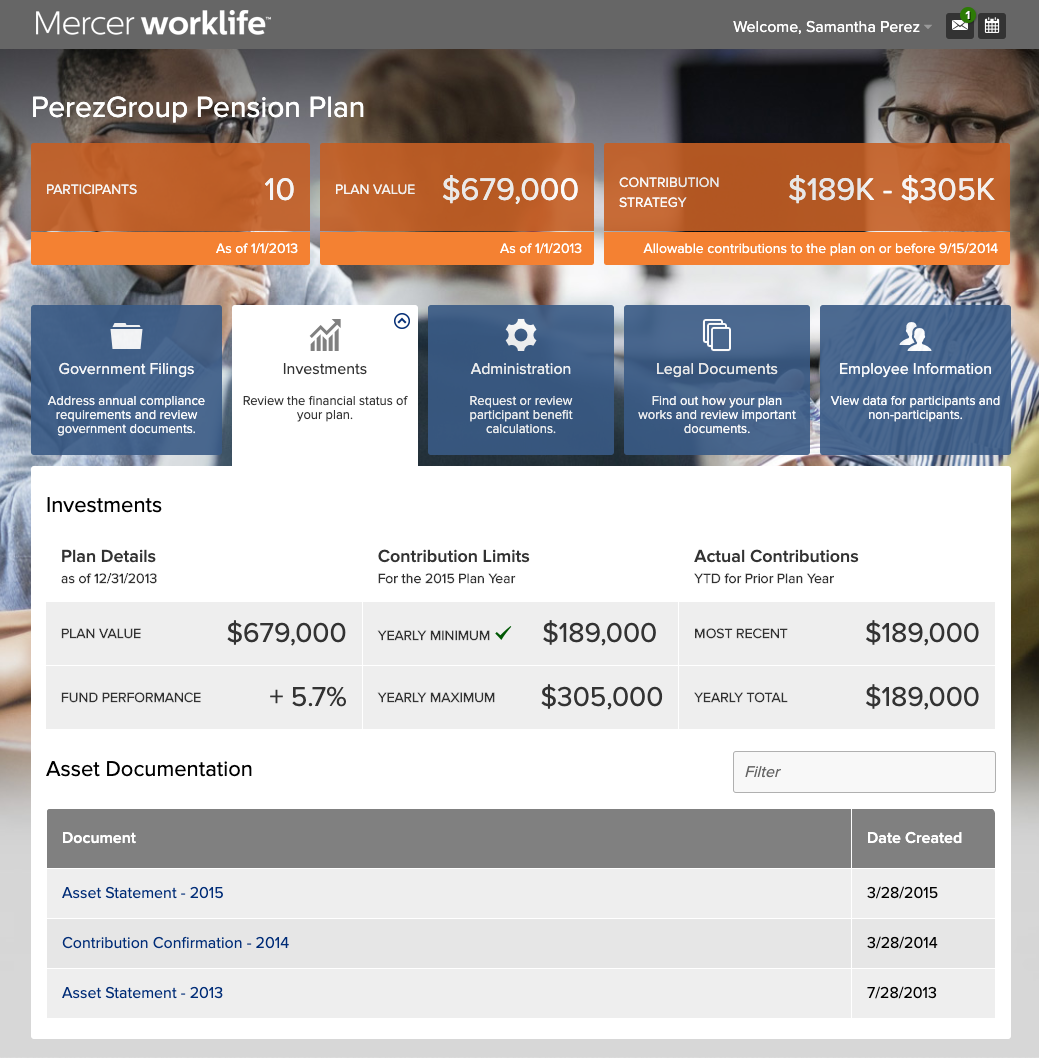 Mercer worklife™
Welcome, Samantha Perez
1
PerezGroup Pension Plan
PARTICIPANTS 10
As of 1/1/2013
PLAN VALUE $679,000
As of 1/1/2013
CONTRIBUTION
STRATEGY
$189K - $305K
Allowable contributions to the plan on or before 9/15/2014
Government Filings
Address annual compliance
requirements and review
government documents.
Investments
Review the financial status of
your plan.
Administration
Request or review
participant benefit
calculations.
Legal Documents
Find out how your plan
works and review important
documents.
Employee Information
View data for participants and
non-participants.
Investments
Plan Details
as of 12/31/2013
PLAN VALUE $679,000
FUND PERFORMANCE + 5.7%
Contribution Limits
For the 2015 Plan Year
YEARLY MINIMUM $189,000
YEARLY MAXIMUM $305,000
Actual Contributions
YTD for Prior Plan Year
MOST RECENT $189,000
YEARLY TOTAL $189,000
Asset Documentation
Filter
Document Date Created
Asset Statement - 2015 3/28/2015
Contribution Confirmation - 2014 3/28/2014
Asset Statement - 2013 7/28/2013